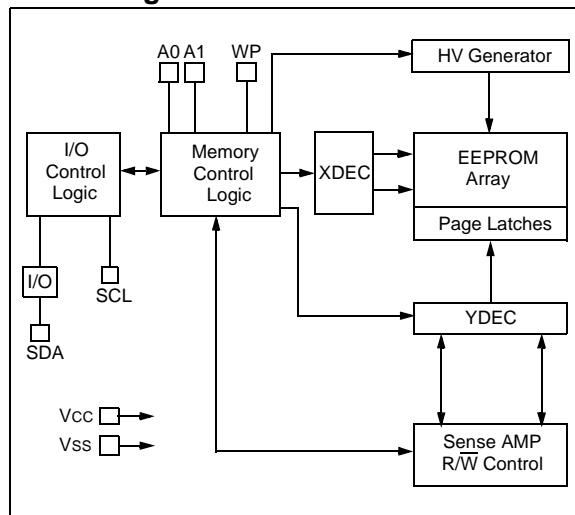 A0 A1 WP
HV Generator
I/O
Control
Logic
Memory
Control
Logic
XDEC
EEPROM
Array
Page Latches
I/O
SCL
SDA
YDEC
VCC
VSS
Sense AMP
R/W̅ Control